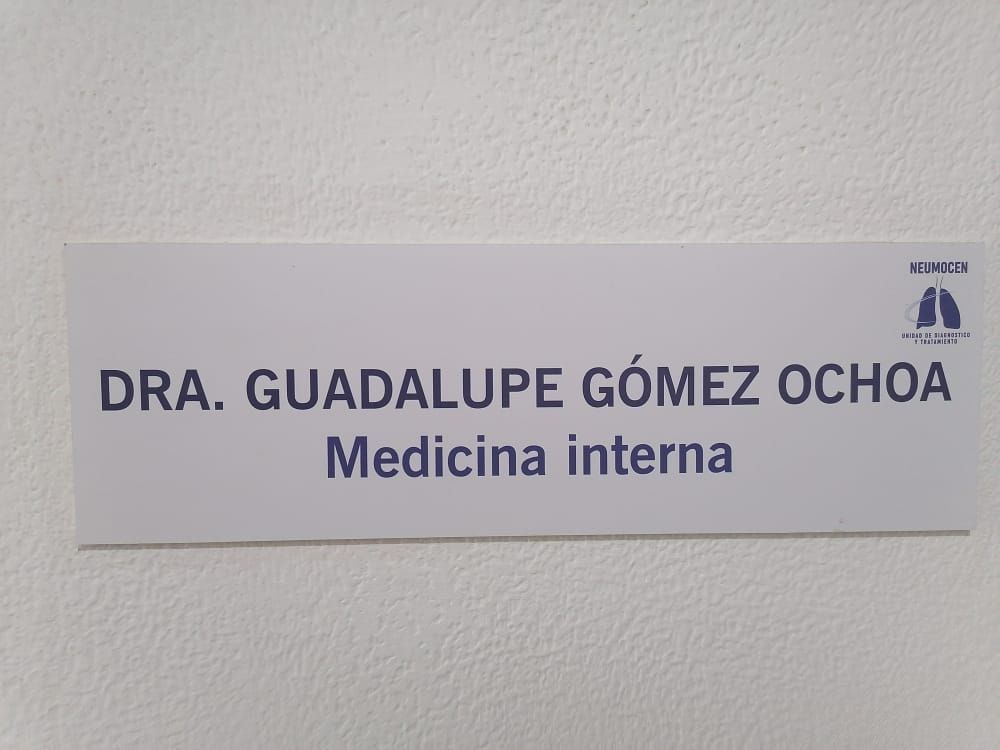 NEUMOCEN
UNIDAD DE DIAGNOSTICO
Y TRATAMIENTO
DRA. GUADALUPE GÓMEZ OCHOA
Medicina interna